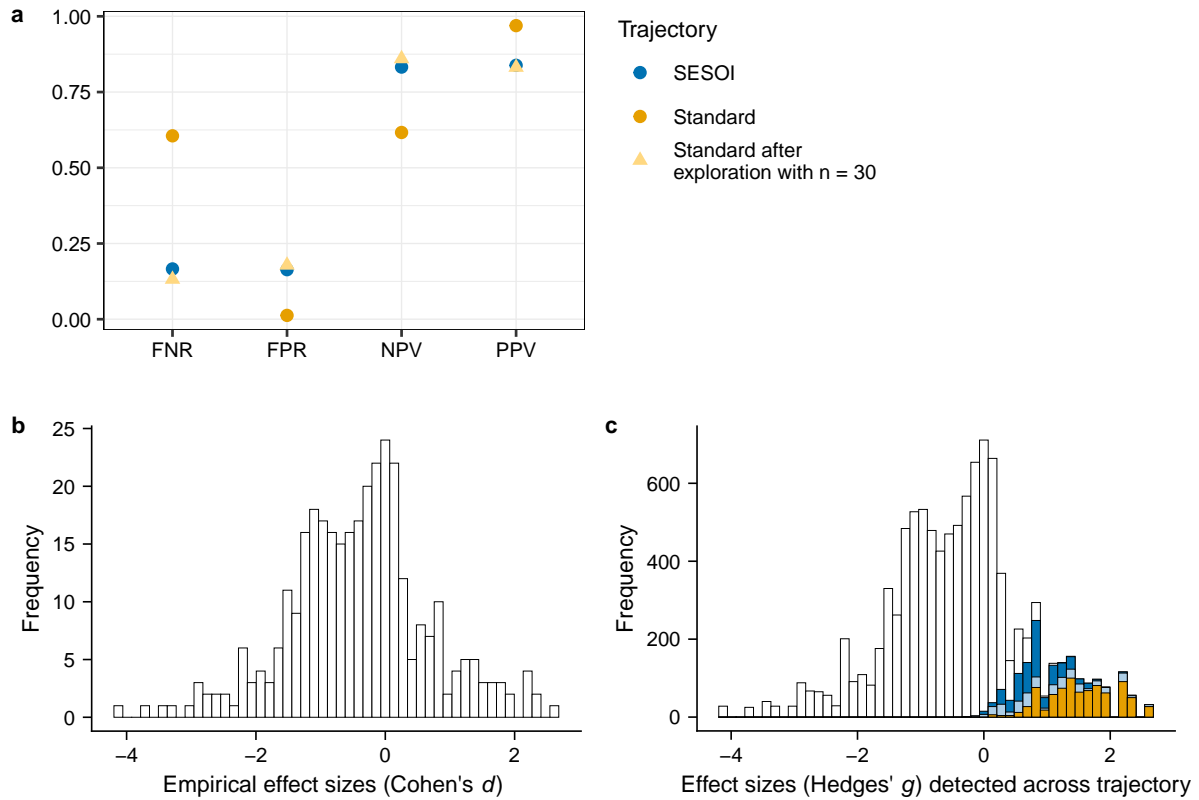 a
1.00
0.75
0.50
0.25
0.00
FNR FPR NPV PPV
Trajectory
SESOI
Standard
Standard after
exploration with n = 30
b
25
20
15
10
5
0
Frequency
−4 −2 0 2
Empirical effect sizes (Cohen's d)
c
600
400
200
0
Frequency
−4 −2 0 2
Effect sizes (Hedges' g) detected across trajectory